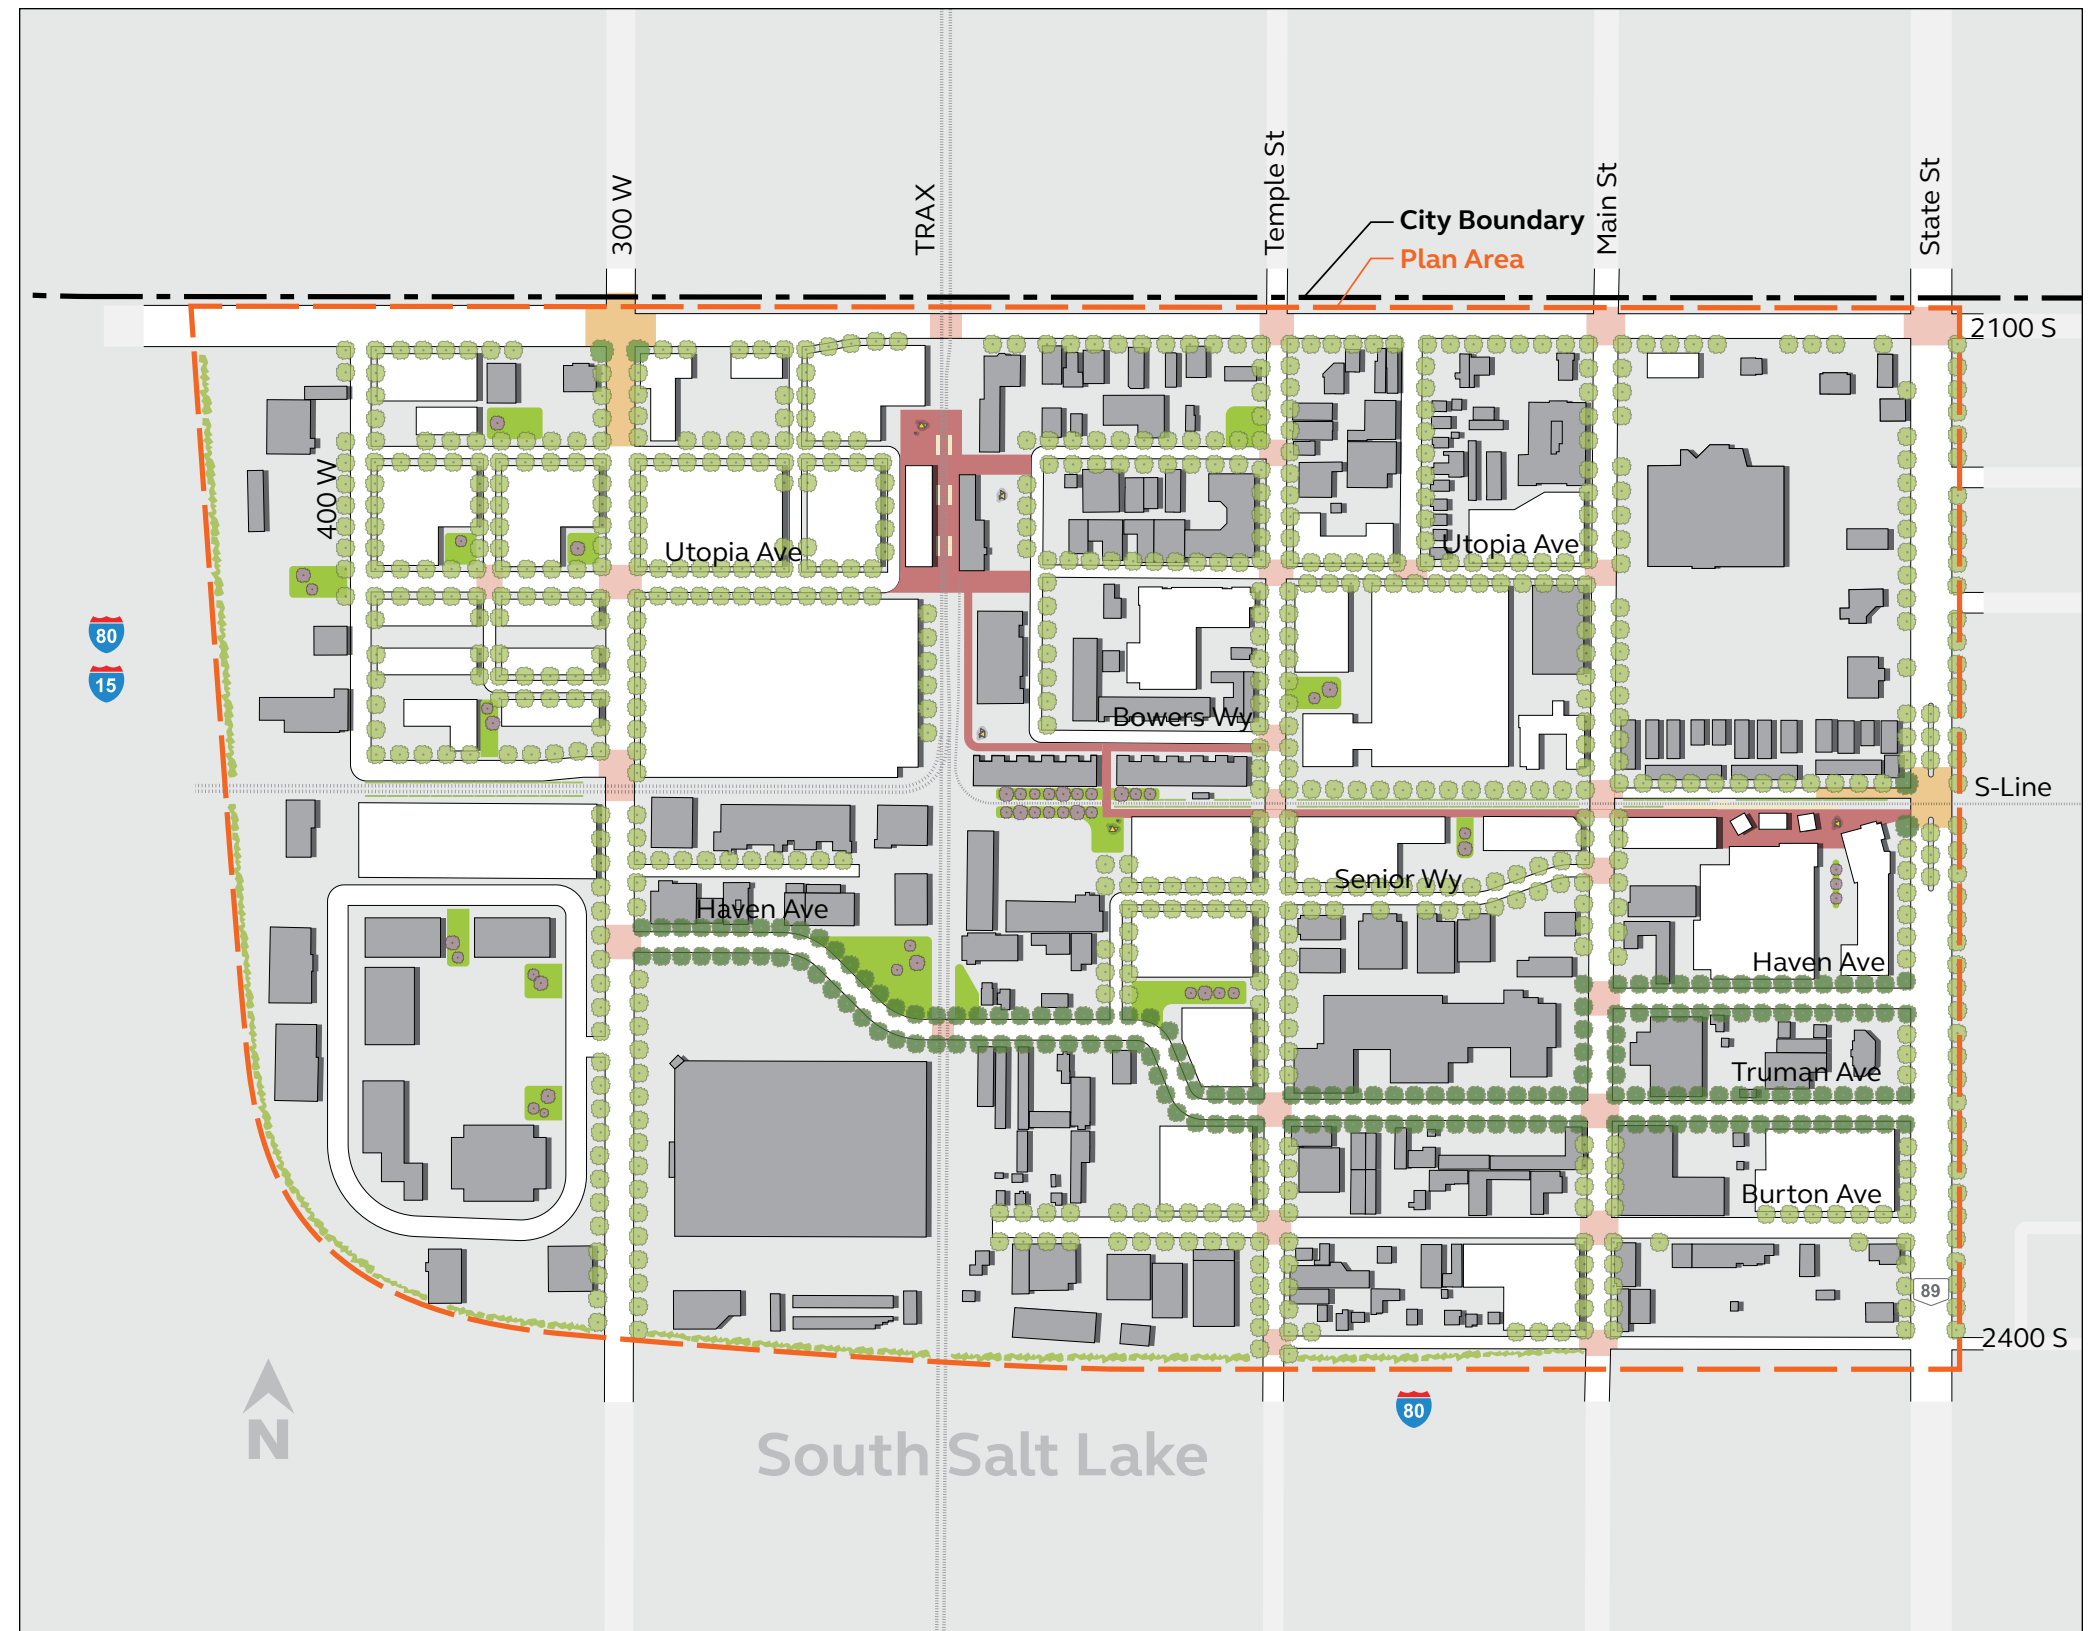 300 W
TRAX
Temple St
Main St
State St
City Boundary
Plan Area
2100 S
400 W
Utopia Ave
Utopia Ave
80
15
Bowers Wy
S-Line
Senior Wy
Haven Ave
Haven Ave
Truman Ave
Burton Ave
89
2400 S
80
N
South Salt Lake